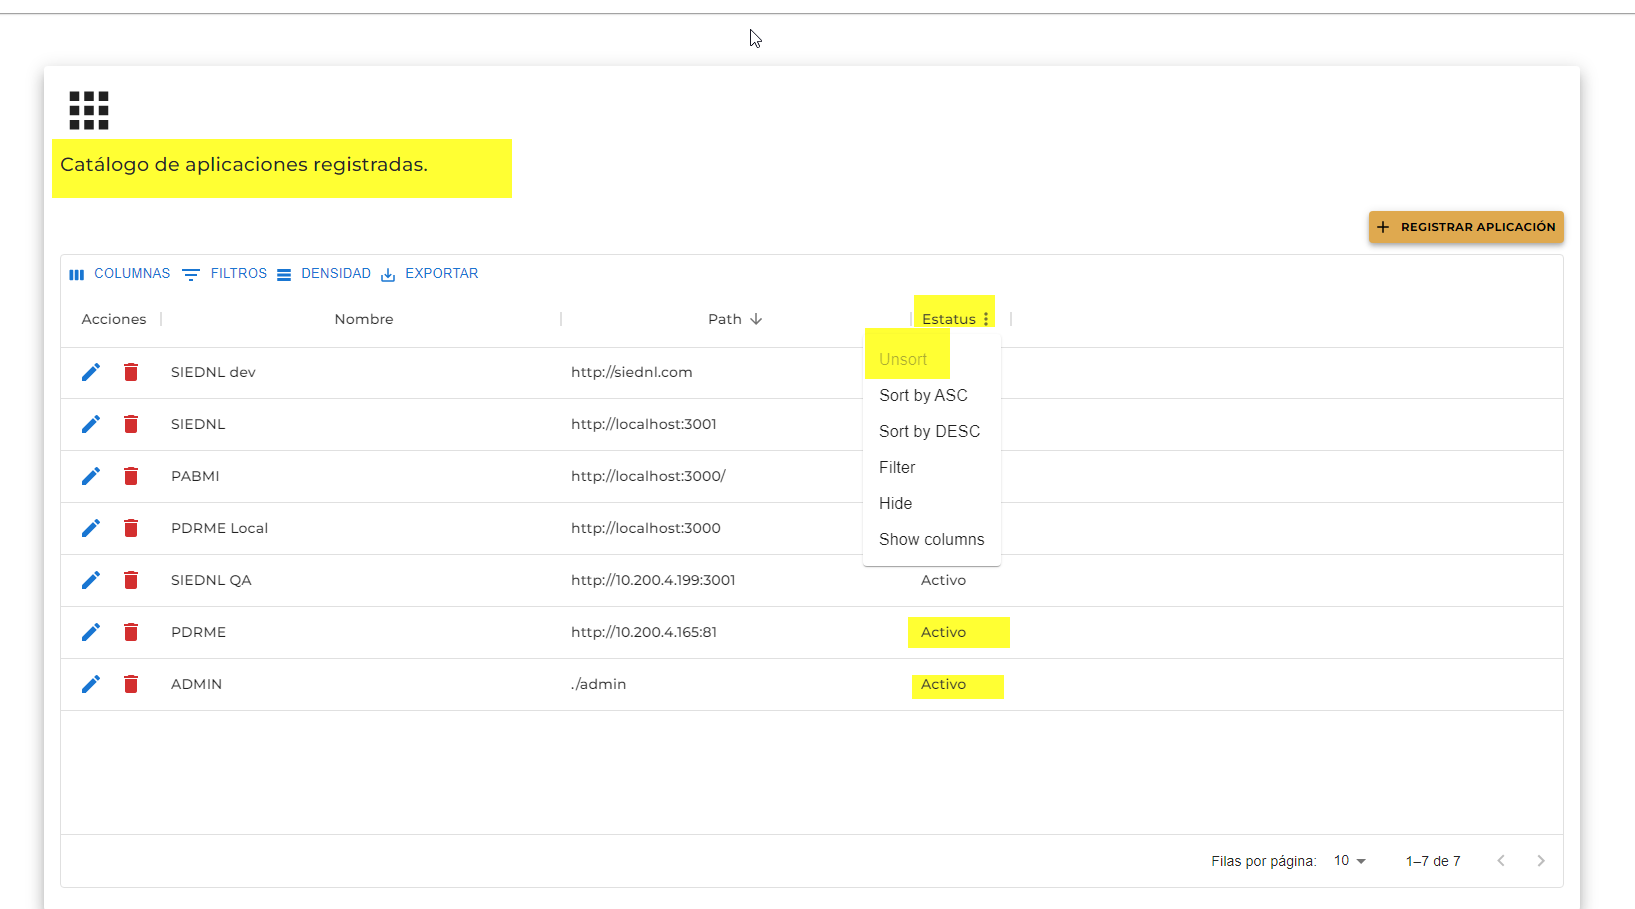 Catálogo de aplicaciones registradas.
REGISTRAR APLICACIÓN
COLUMNAS FILTROS DENSIDAD EXPORTAR
Acciones Nombre Path Estatus
Unsort
Sort by ASC
Sort by DESC
Filter
Hide
Show columns
SIEDNL dev http://siednl.com
SIEDNL http://localhost:3001
PABMI http://localhost:3000/
PDRME Local http://localhost:3000
SIEDNL QA http://10.200.4.199:3001 Activo
PDRME http://10.200.4.165:81 Activo
ADMIN ./admin Activo
Filas por página: 10 1–7 de 7